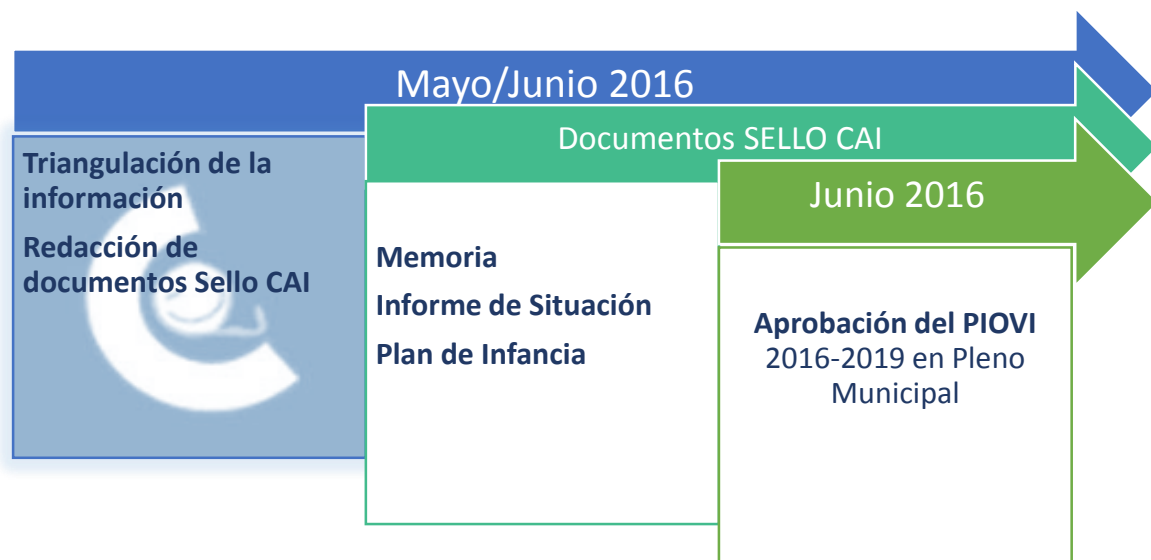 Mayo/Junio 2016
Triangulación de la
información
Redacción de
documentos Sello CAI
Documentos SELLO CAI
Memoria
Informe de Situación
Plan de Infancia
Junio 2016
Aprobación del PIOVI
2016-2019 en Pleno
Municipal